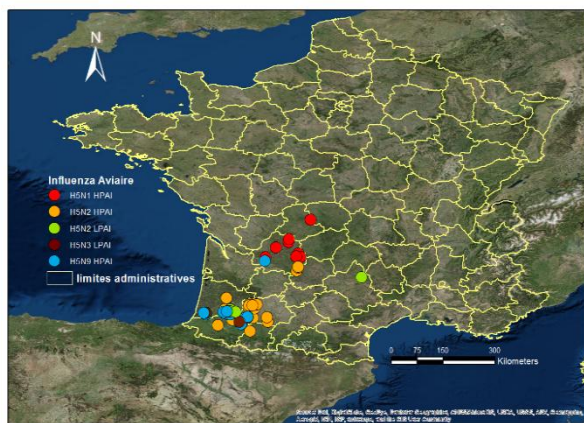 N
Influenza Aviaire
H5N1 HPAI
H5N2 HPAI
H5N2 LPAI
H5N3 LPAI
H5N9 HPAI
limites administratives
0 75 150 300
Kilometers